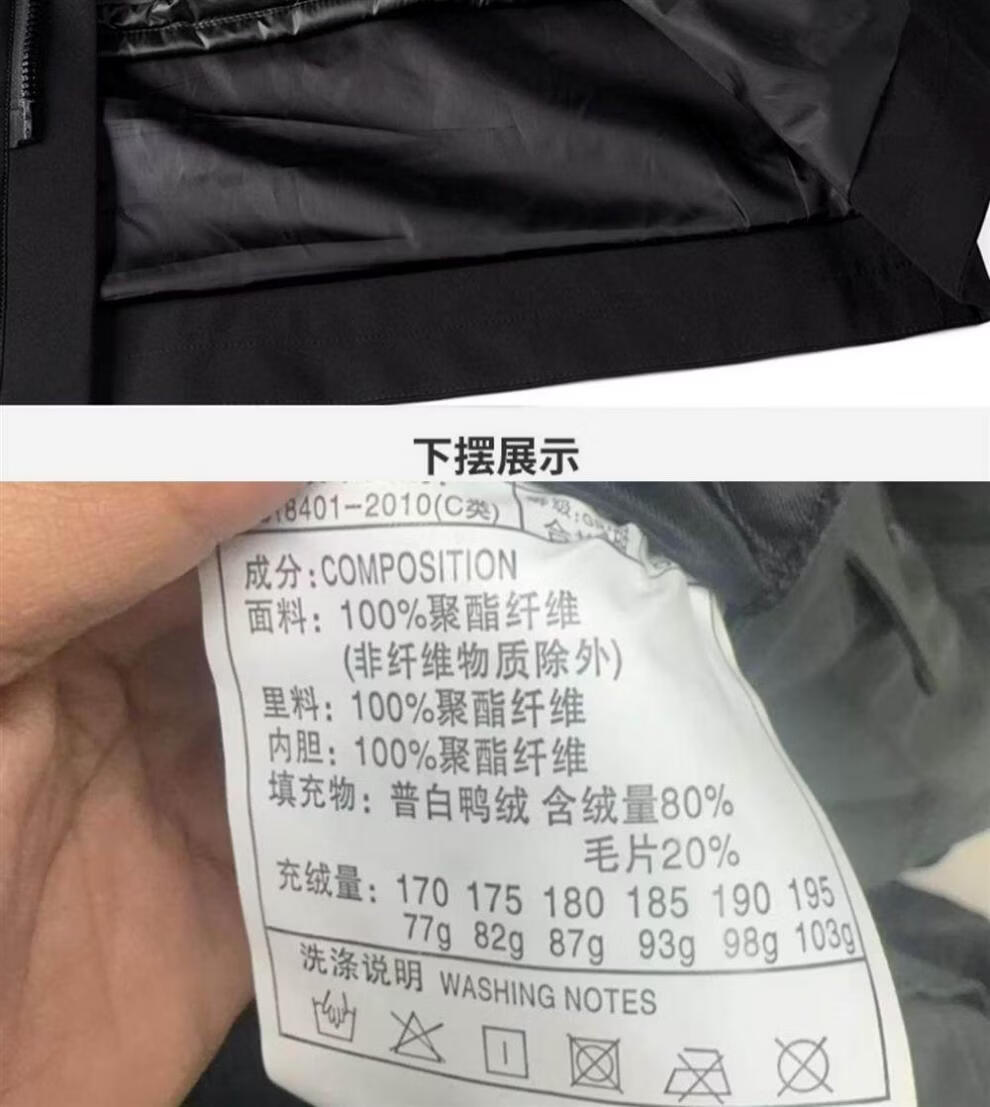 下摆展示
18401-2010(C类)
成分:COMPOSITION
面料: 100%聚酯纤维
(非纤维物质除外)
里料: 100%聚酯纤维
内胆: 100%聚酯纤维
填充物: 普白鸭绒 含绒量80%
毛片20%
充绒量: 170 175 180 185 190 195
77g 82g 87g 93g 98g 103g
洗涤说明 WASHING NOTES